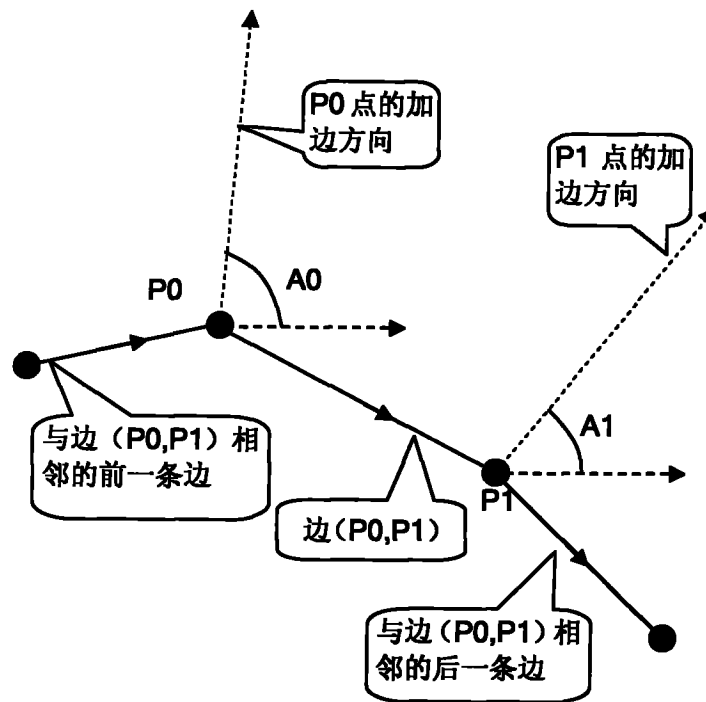 P0 点的加
边方向
P1 点的加
边方向
P0
A0
与边（P0,P1）相
邻的前一条边
A1
P1
边（P0,P1）
与边（P0,P1）相
邻的后一条边